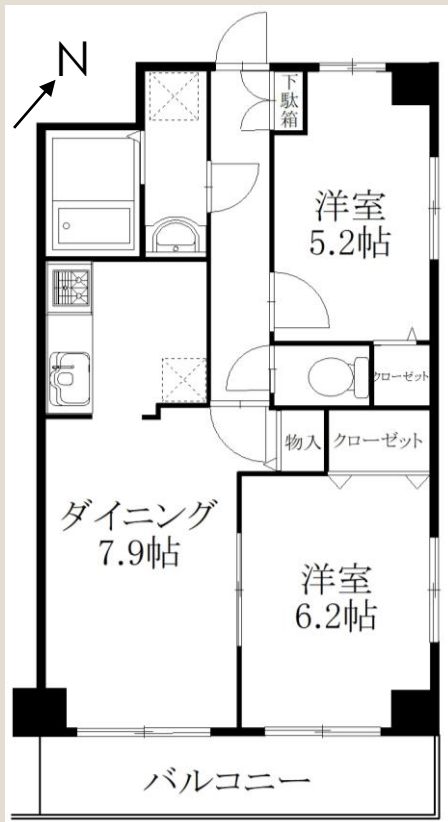 N
下駄箱
洋室
5.2帖
クローゼット
物入
クローゼット
ダイニング
7.9帖
洋室
6.2帖
バルコニー